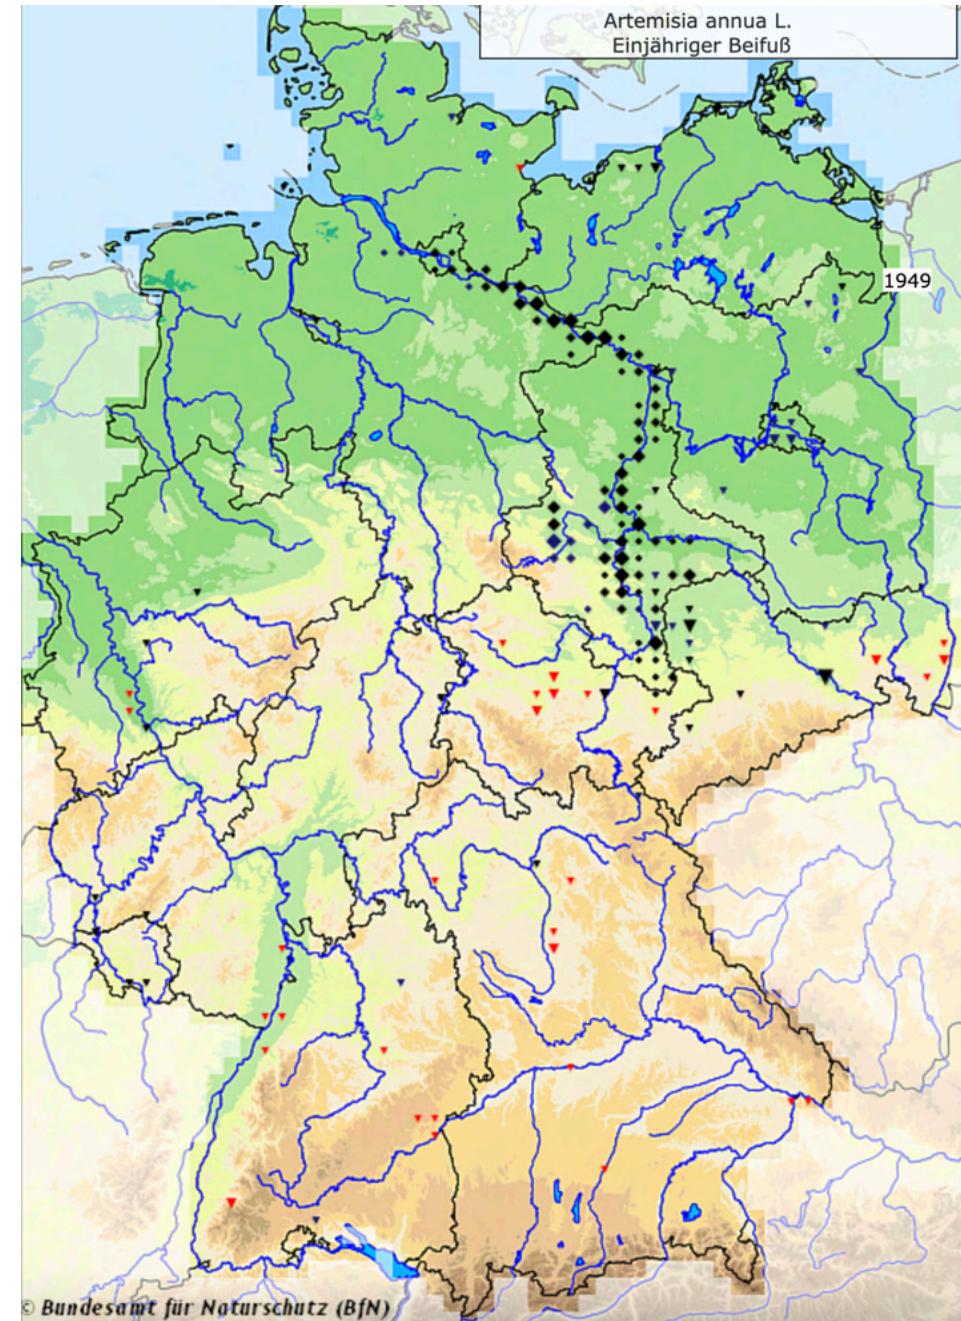 Artemisia annua L.
Einjähriger Beifuß
1949
© Bundesamt für Naturschutz (BfN)